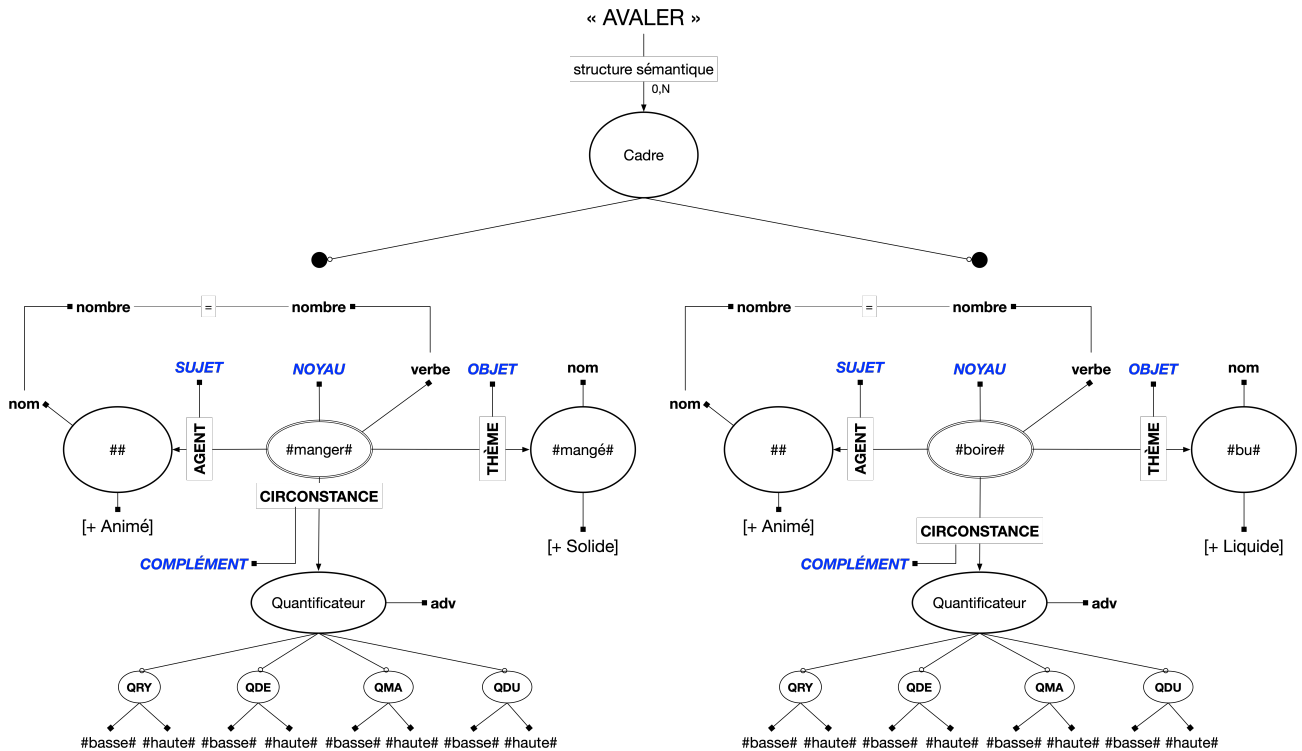 « AVALER »
structure sémantique
0,N
Cadre
nombre = nombre
SUJET NOYAU verbe OBJET nom
nom
## AGENT #manger# THÈME #mangé#
CIRCONSTANCE
[+ Animé]
[+ Solide]
COMPLÉMENT
Quantificateur adv
QRY QDE QMA QDU
#basse# #haute# #basse# #haute# #basse# #haute# #basse# #haute#
nombre = nombre
SUJET NOYAU verbe OBJET nom
nom
## AGENT #boire# THÈME #bu#
[+ Animé]
CIRCONSTANCE
[+ Liquide]
COMPLÉMENT
Quantificateur adv
QRY QDE QMA QDU
#basse# #haute# #basse# #haute# #basse# #haute# #basse# #haute#